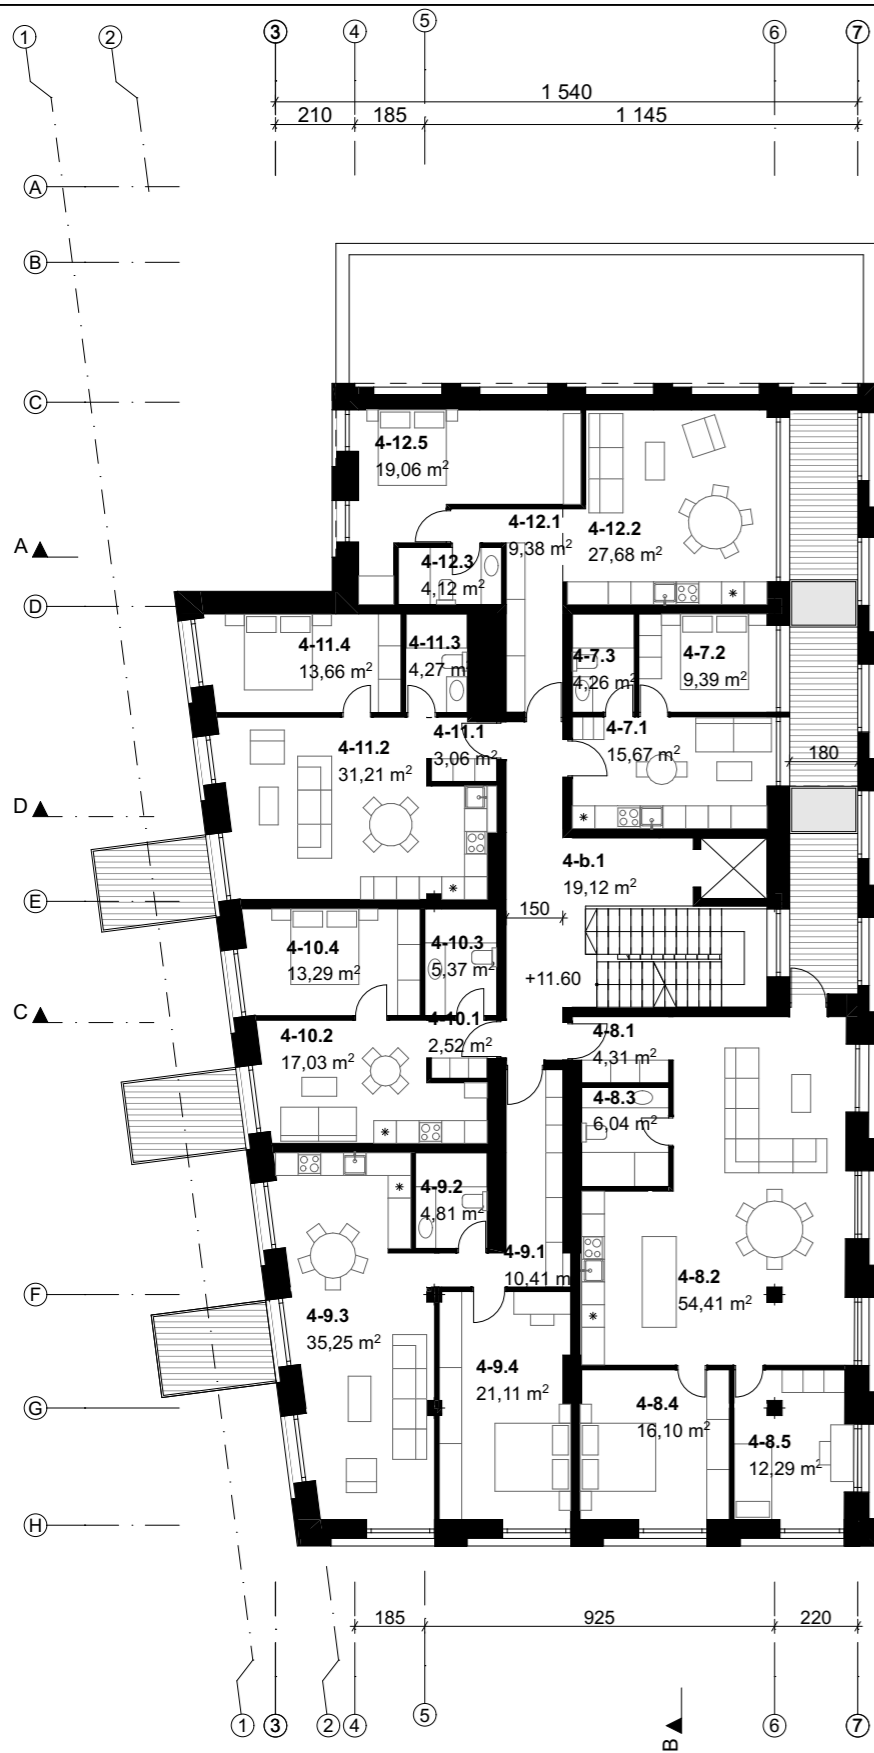 1
2
3
4
5
6
7
1 540
210
185
1 145
A
B
C
4-12.5
19,06 m²
4-12.1
9,38 m²
4-12.2
27,68 m²
A
4-12.3
4,12 m²
D
4-11.4
13,66 m²
4-11.3
4,27 m
4-7.3
4,26 m²
4-7.2
9,39 m²
4-11.2
31,21 m²
4-11.1
3,06 m²
4-7.1
15,67 m²
180
D
4-b.1
19,12 m²
E
150
4-10.4
13,29 m²
4-10.3
5,37 m²
+11.60
C
4-10.2
17,03 m²
4-10.1
2,52 m²
4-8.1
4,31 m²
4-8.3
6,04 m²
4-9.2
4,81 m²
4-9.1
10,41 m
4-8.2
54,41 m²
F
4-9.3
35,25 m²
4-9.4
21,11 m²
G
4-8.4
16,10 m²
4-8.5
12,29 m²
H
185
925
220
1
3
2
4
5
B
6
7